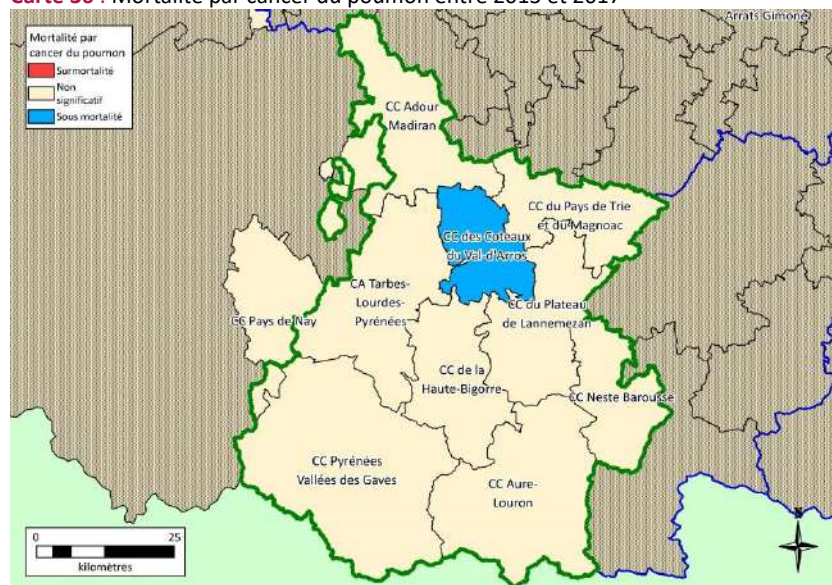 Carte 30 : Mortalité par cancer du poumon entre 2013 et 2017
Arrats Gimone
Mortalité par
cancer du poumon
Surmortalité
Non
significatif
Sous mortalité
CC Adour
Madiran
CC du Pays de Trie
et du Magnoac
CC des Coteaux
du Val-d'Arros
CA Tarbes-
Lourdes-
Pyrénées
CC Pays de Nay
CC du Plateau
de Lannemezan
CC de la
Haute-Bigorre
CC Neste Barousse
CC Pyrénées
Vallées des Gaves
CC Aure-
Louron
0 25
kilomètres
N